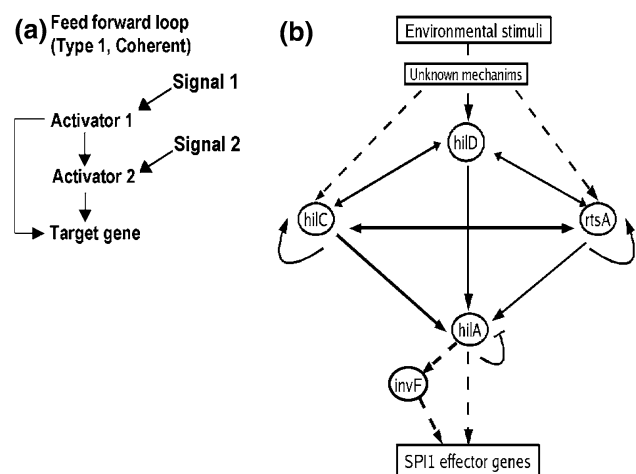 (a) Feed forward loop
(Type 1, Coherent)
Signal 1
Activator 1
Signal 2
Activator 2
Target gene
(b)
Environmental stimuli
Unknown mechanims
hilD
hilC
rtsA
hilA
invF
SPI1 effector genes